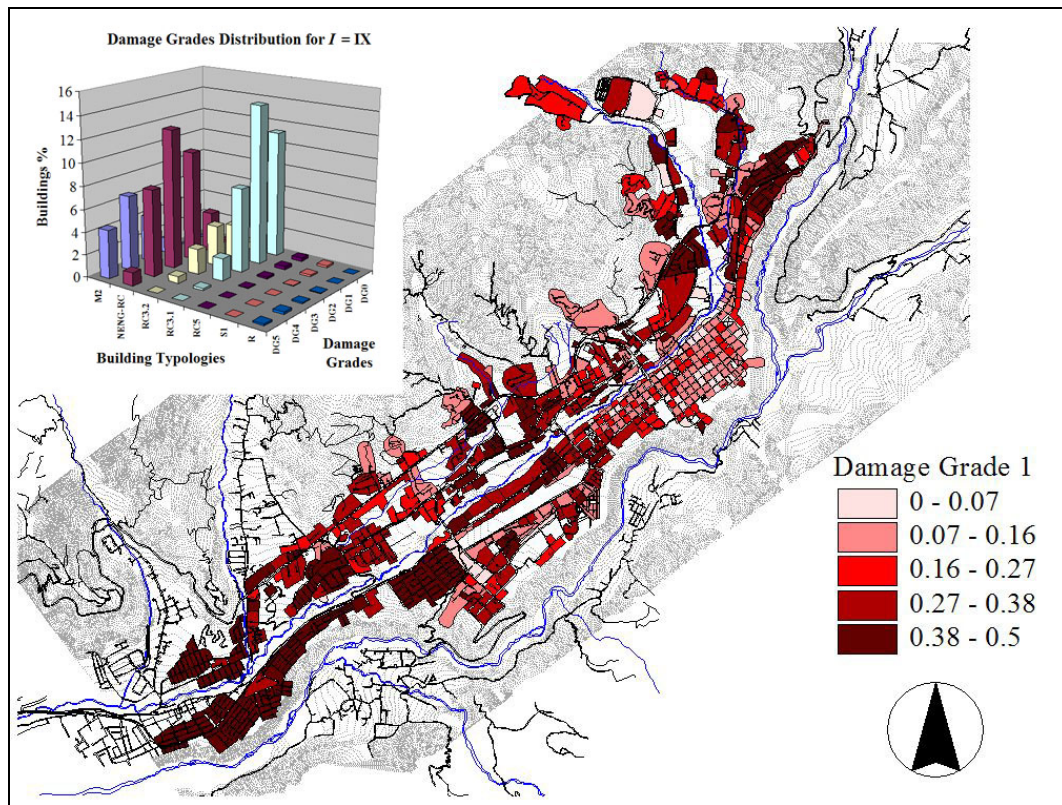 Damage Grades Distribution for I = IX
16
14
12
10
8
6
4
2
0
Buildings %
M2
NENG-RC
RC3.2
RC3.1
RC5
S1
R
DG5
DG4
DG3
DG2
DG1
DG0
Building Typologies
Damage
Grades
Damage Grade 1
0 - 0.07
0.07 - 0.16
0.16 - 0.27
0.27 - 0.38
0.38 - 0.5